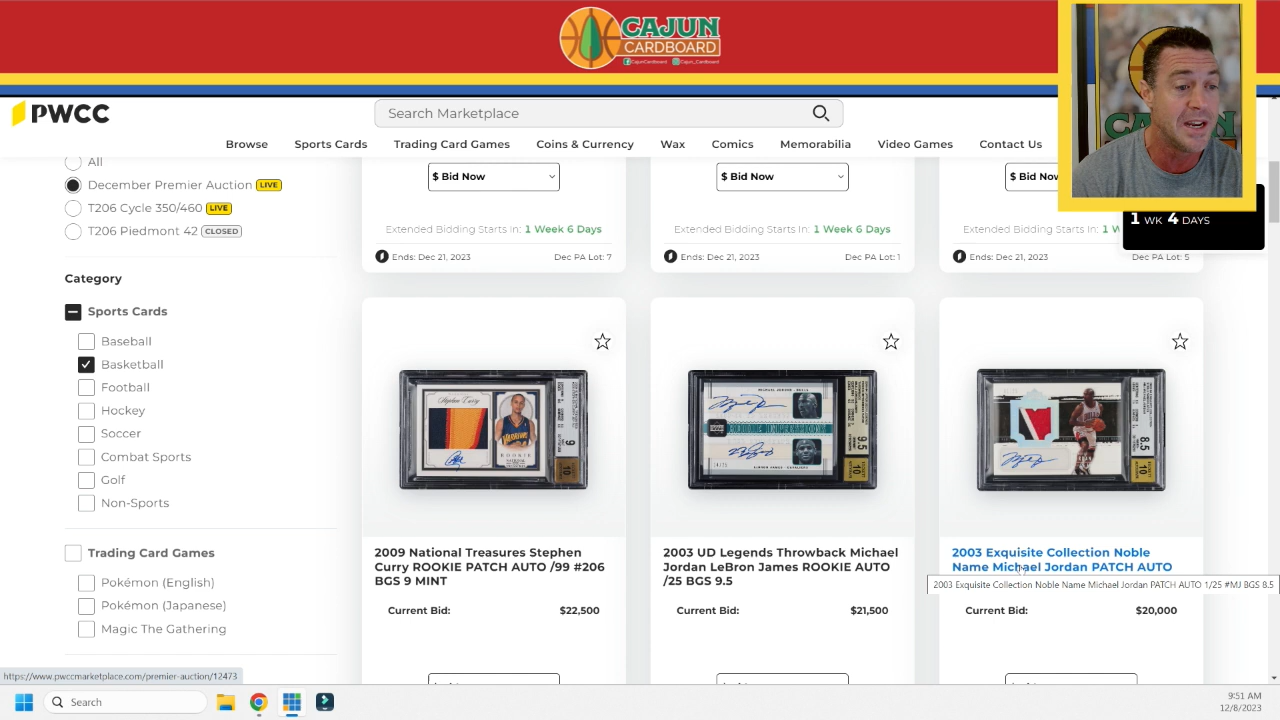 CAJUN
CARDBOARD
CajunCardboard
Cajun_Cardboard
PWCC
Search Marketplace
Browse
Sports Cards
Trading Card Games
Coins & Currency
Wax
Comics
Memorabilia
Video Games
Contact Us
All
December Premier Auction LIVE
T206 Cycle 350/460 LIVE
T206 Piedmont 42 CLOSED
Category
Sports Cards
Baseball
Basketball
Football
Hockey
Soccer
Combat Sports
Golf
Non-Sports
Trading Card Games
Pokémon (English)
Pokémon (Japanese)
Magic The Gathering
$ Bid Now
Extended Bidding Starts In: 1 Week 6 Days
Ends: Dec 21, 2023
Dec PA Lot: 7
$ Bid Now
Extended Bidding Starts In: 1 Week 6 Days
Ends: Dec 21, 2023
Dec PA Lot: 1
$ Bid Now
Extended Bidding Starts In: 1 W
Ends: Dec 21, 2023
Dec PA Lot: 5
1 WK 4 DAYS
2009 National Treasures Stephen
Curry ROOKIE PATCH AUTO /99 #206
BGS 9 MINT
Current Bid:
$22,500
2003 UD Legends Throwback Michael
Jordan LeBron James ROOKIE AUTO
/25 BGS 9.5
Current Bid:
$21,500
2003 Exquisite Collection Noble
Name Michael Jordan PATCH AUTO
2003 Exquisite Collection Noble Name Michael Jordan PATCH AUTO 1/25 #MJ BGS 8.5
Current Bid:
$20,000
https://www.pwccmarketplace.com/premier-auction/12473
Search
9:51 AM
12/8/2023